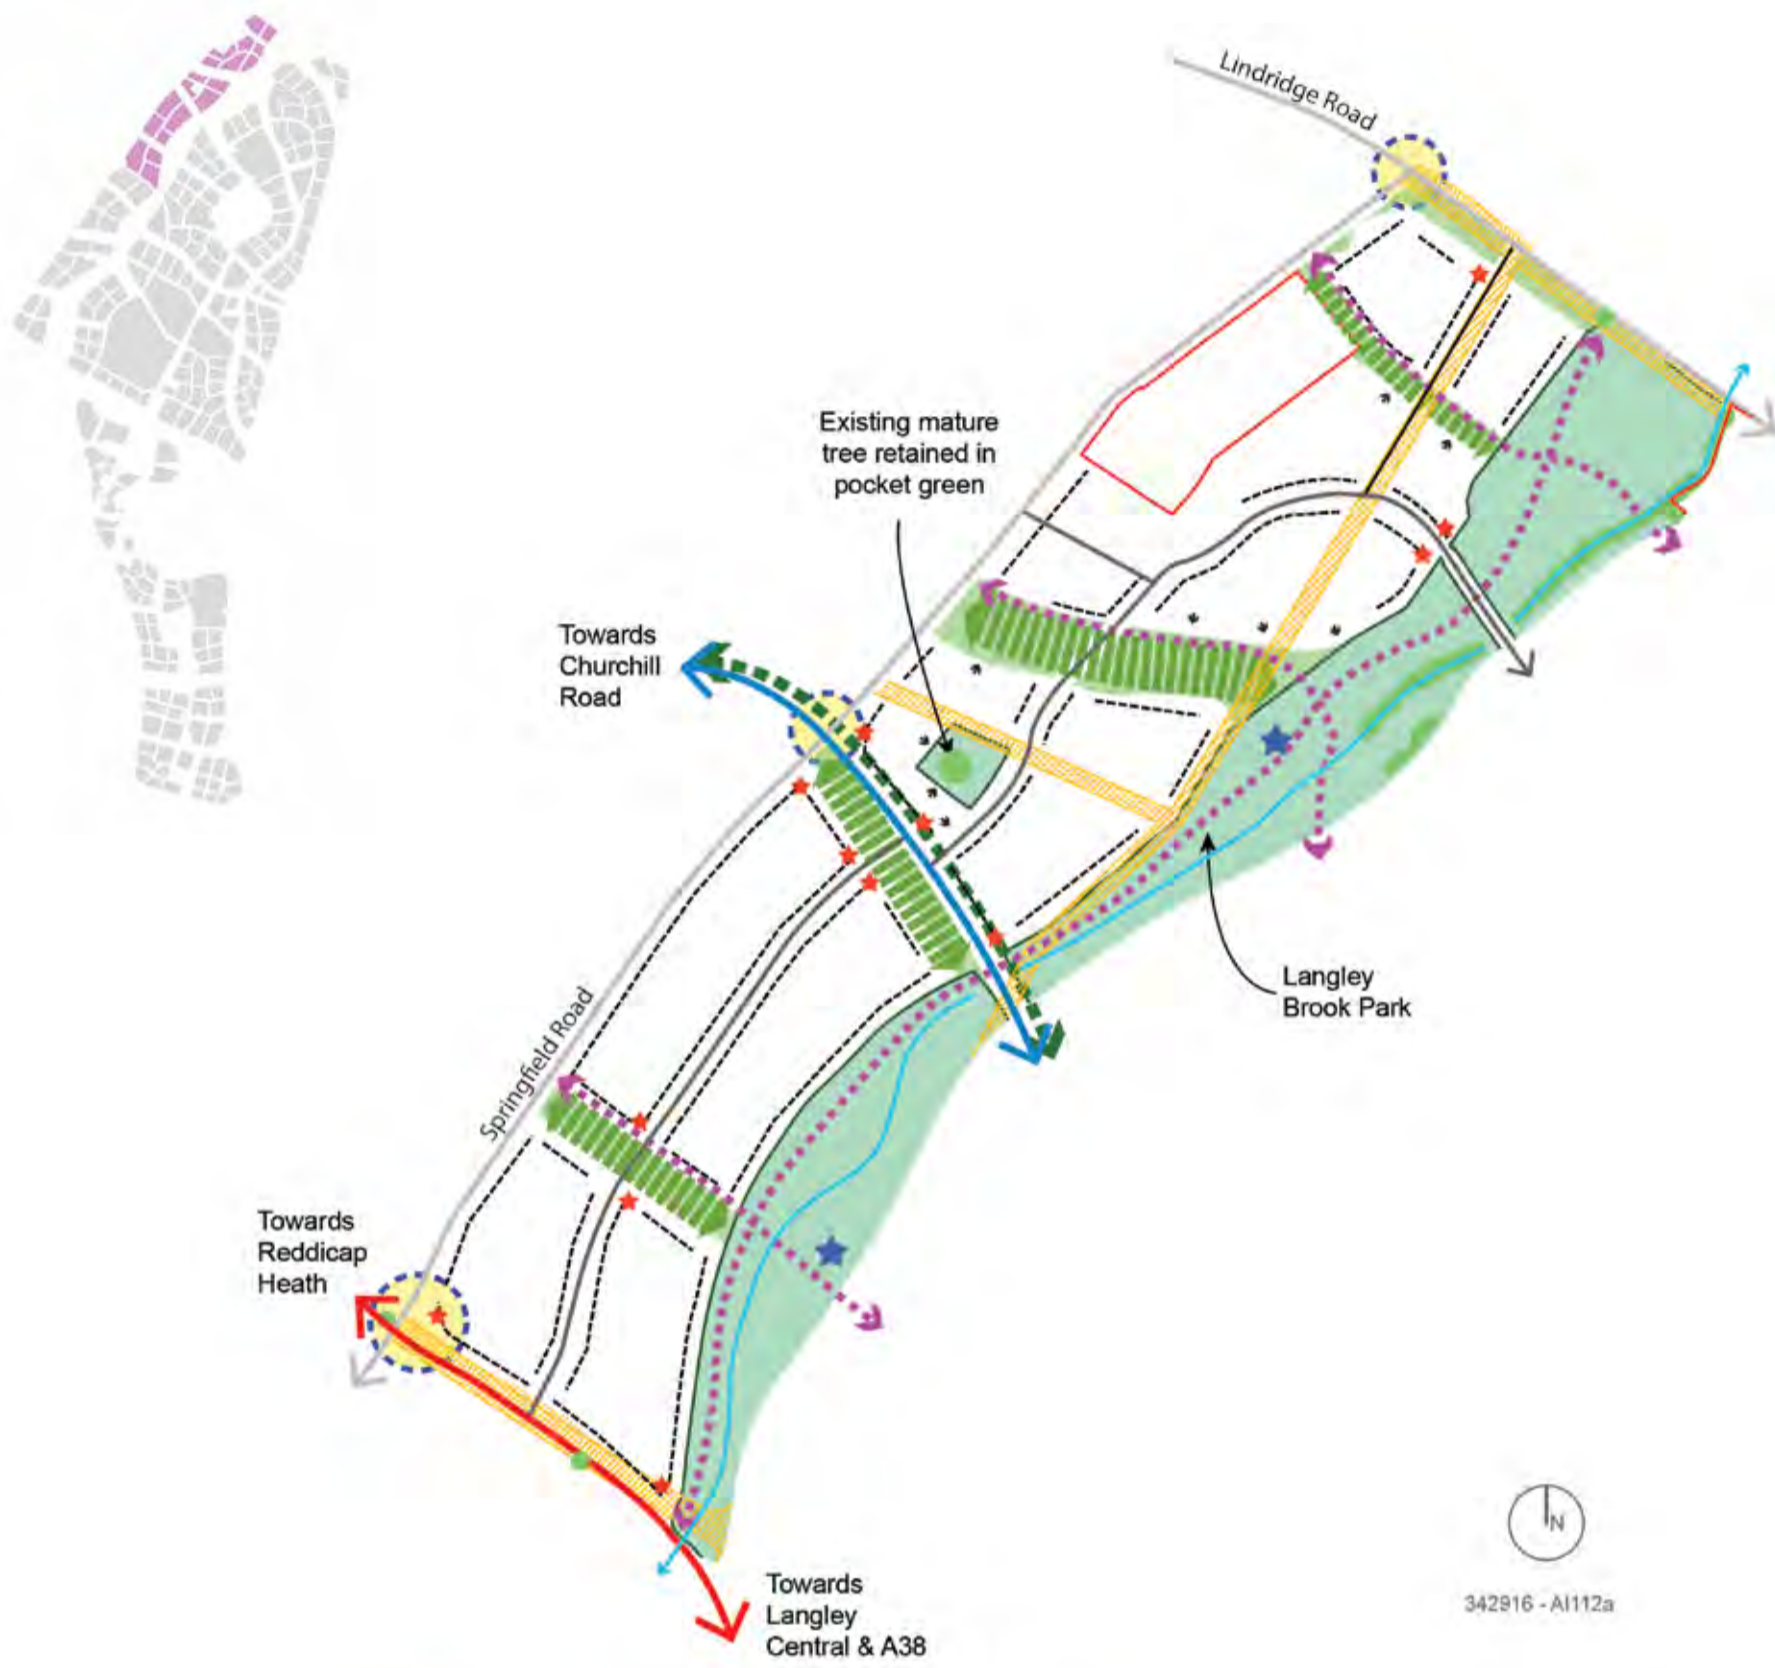 Lindridge Road
Existing mature
tree retained in
pocket green
Towards
Churchill
Road
Langley
Brook Park
Springfield Road
Towards
Reddicap
Heath
Towards
Langley
Central & A38
N
342916 - AI112a